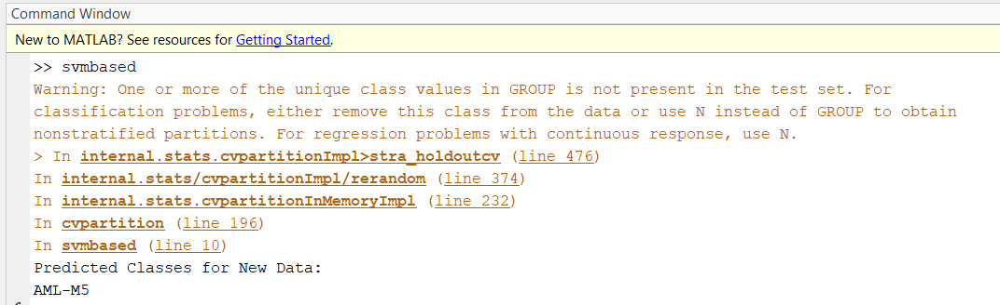 Command Window
New to MATLAB? See resources for Getting Started.
>> svmbased
Warning: One or more of the unique class values in GROUP is not present in the test set. For
classification problems, either remove this class from the data or use N instead of GROUP to obtain
nonstratified partitions. For regression problems with continuous response, use N.
> In internal.stats.cvpartitionImpl>stra_holdoutcv (line 476)
In internal.stats/cvpartitionImpl/rerandom (line 374)
In internal.stats.cvpartitionInMemoryImpl (line 232)
In cvpartition (line 196)
In svmbased (line 10)
Predicted Classes for New Data:
AML-M5